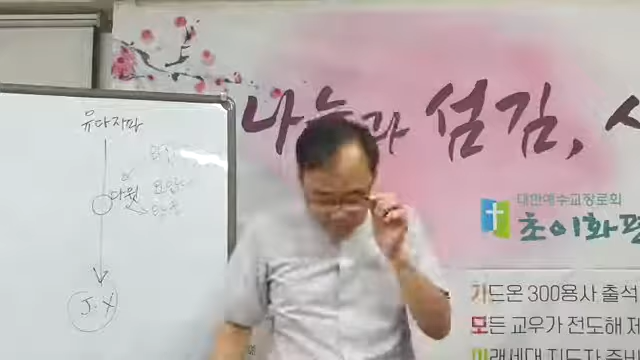 유다지파
다윗
J.X
나눔과 섬김,
대한예수교장로회
초이화평
가드온 300용사 출석
모든 교우가 전도해 제
미래세대 지도자 준비